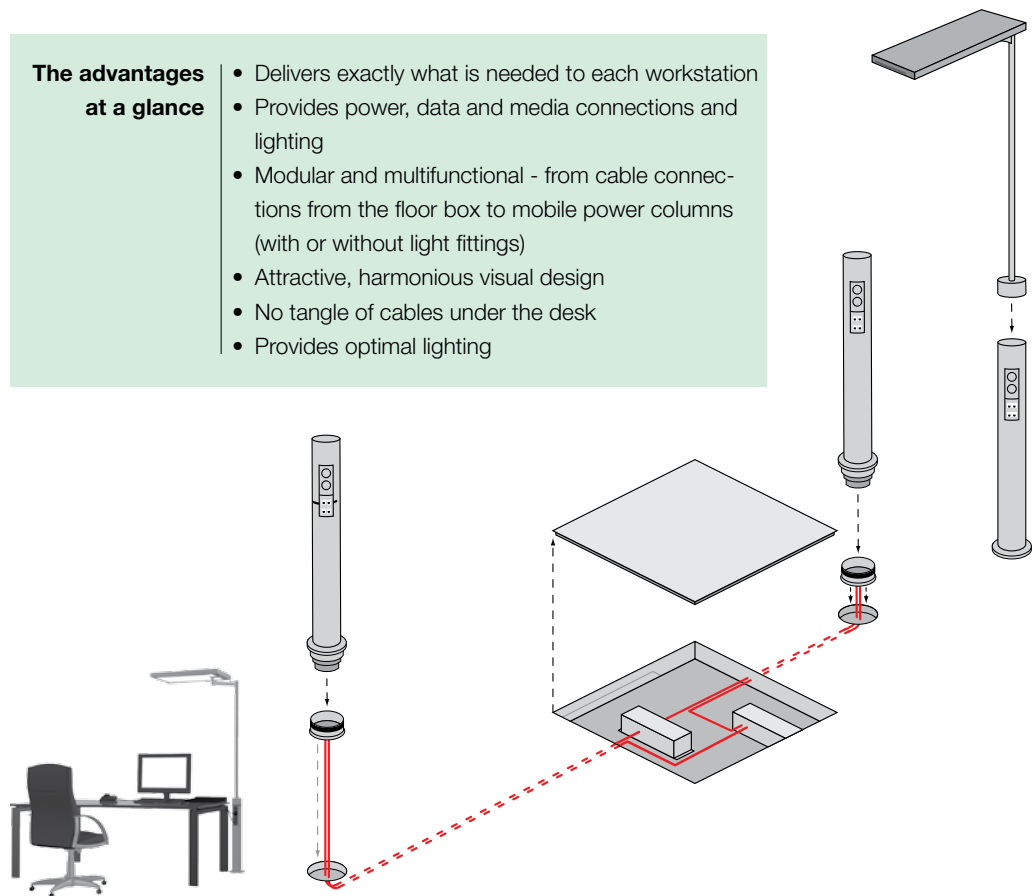 The advantages
at a glance
• Delivers exactly what is needed to each workstation
• Provides power, data and media connections and
lighting
• Modular and multifunctional - from cable connec-
tions from the floor box to mobile power columns
(with or without light fittings)
• Attractive, harmonious visual design
• No tangle of cables under the desk
• Provides optimal lighting